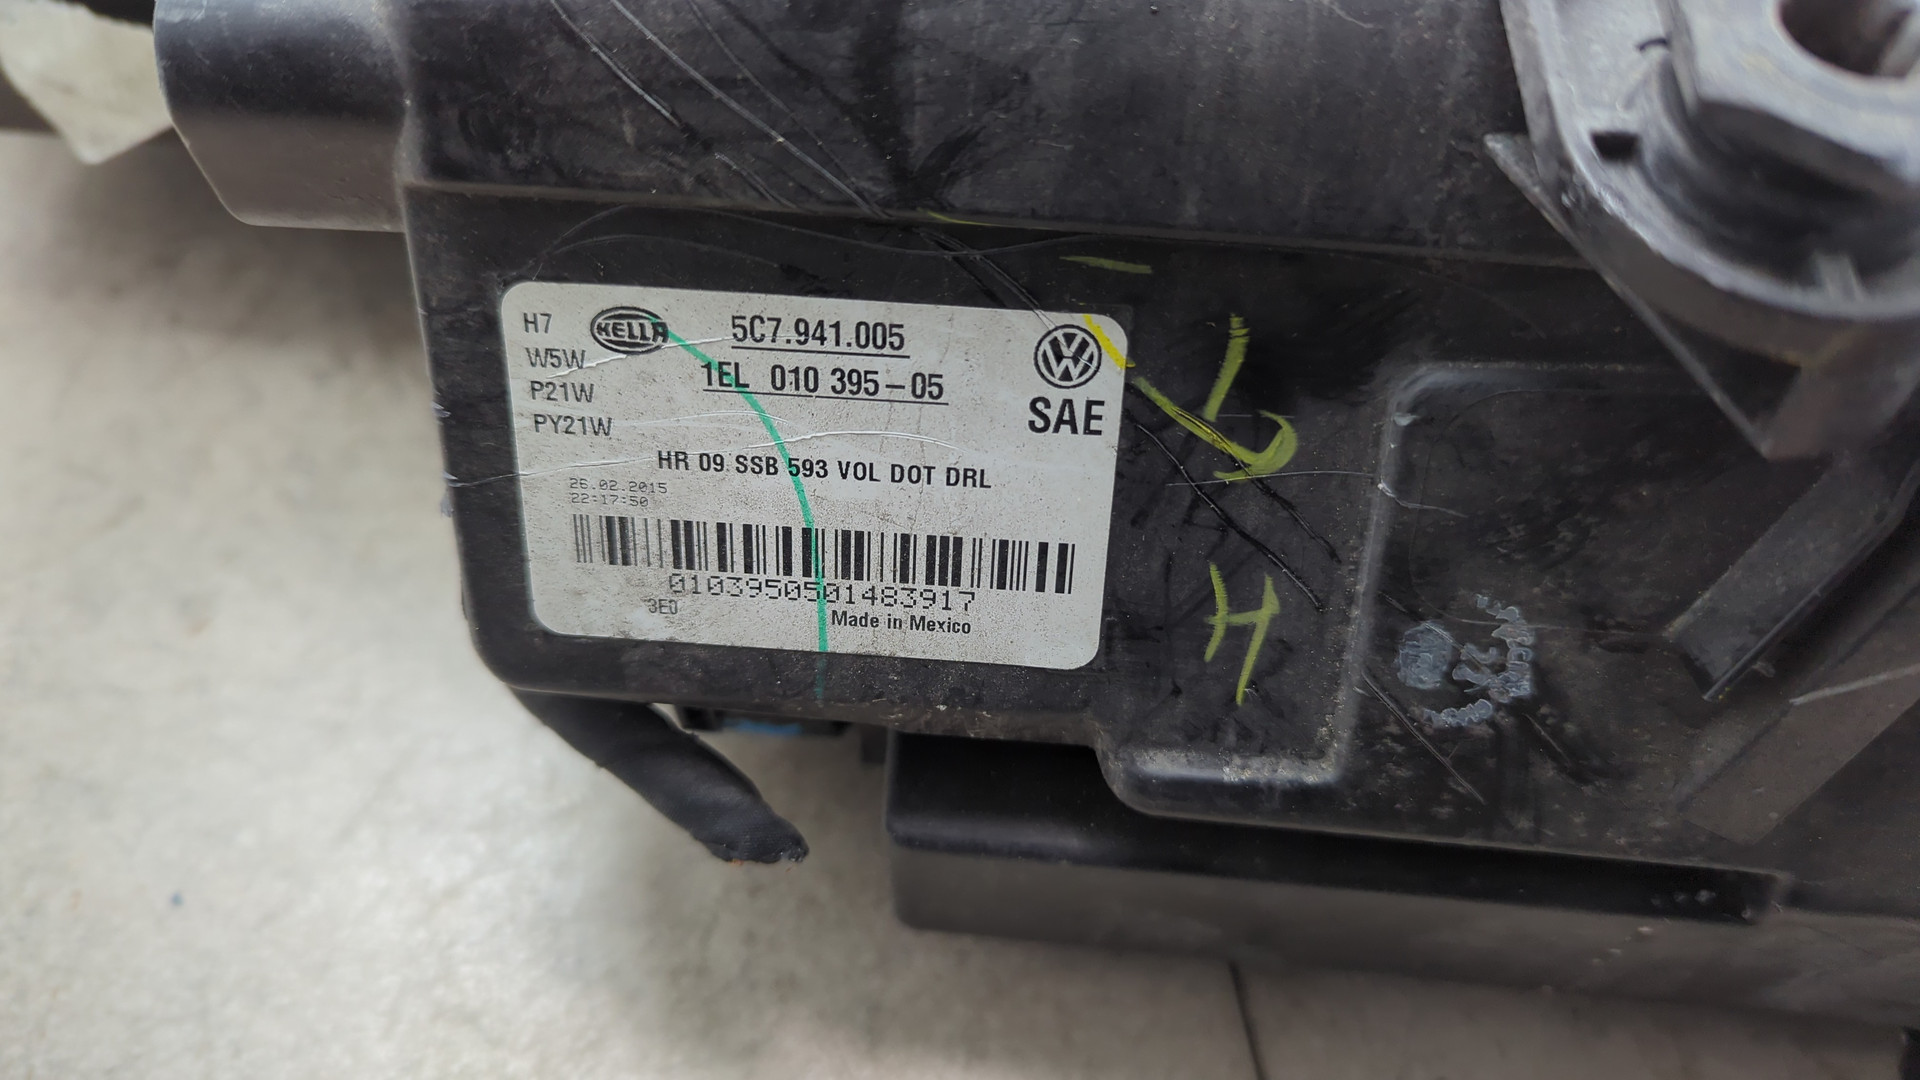 H7
HELLA
5C7.941.005
W5W
1EL 010 395-05
P21W
SAE
PY21W
HR 09 SSB 593 VOL DOT DRL
26.02.2015
22:17:50
0103950501483917
3E0
Made in Mexico
H